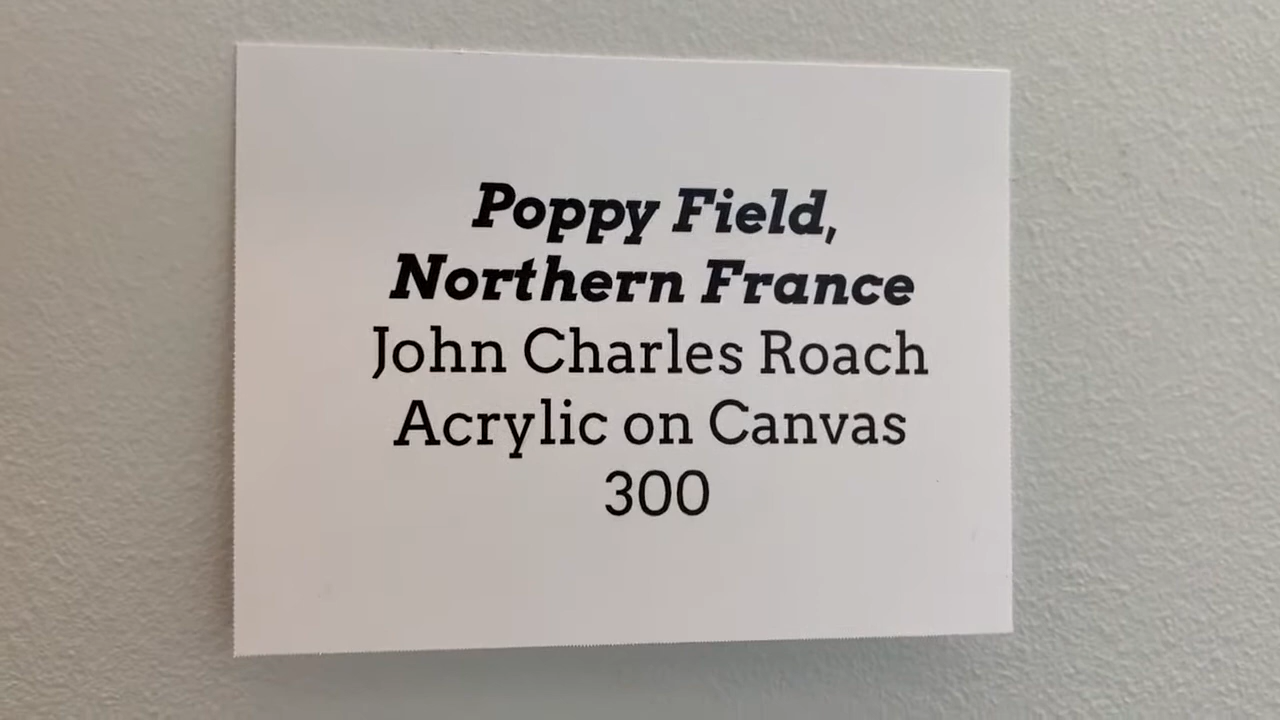 Poppy Field,
Northern France
John Charles Roach
Acrylic on Canvas
300